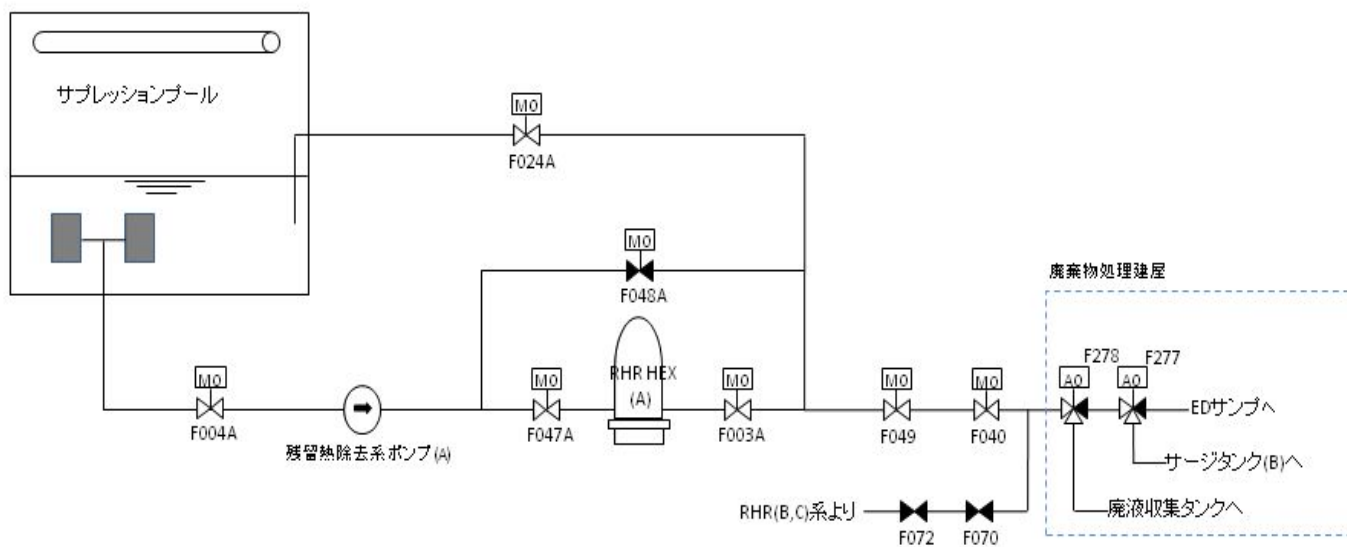 サプレッションプール
MO
F024A
MO
F048A
廃棄物処理建屋
F278
F277
AO
AO
MO
F004A
残留熱除去系ポンプ(A)
MO
F047A
RHR HEX
(A)
MO
F003A
MO
F049
MO
F040
EDサンプへ
サージタンク(B)へ
廃液収集タンクへ
RHR(B,C)系より
F072
F070